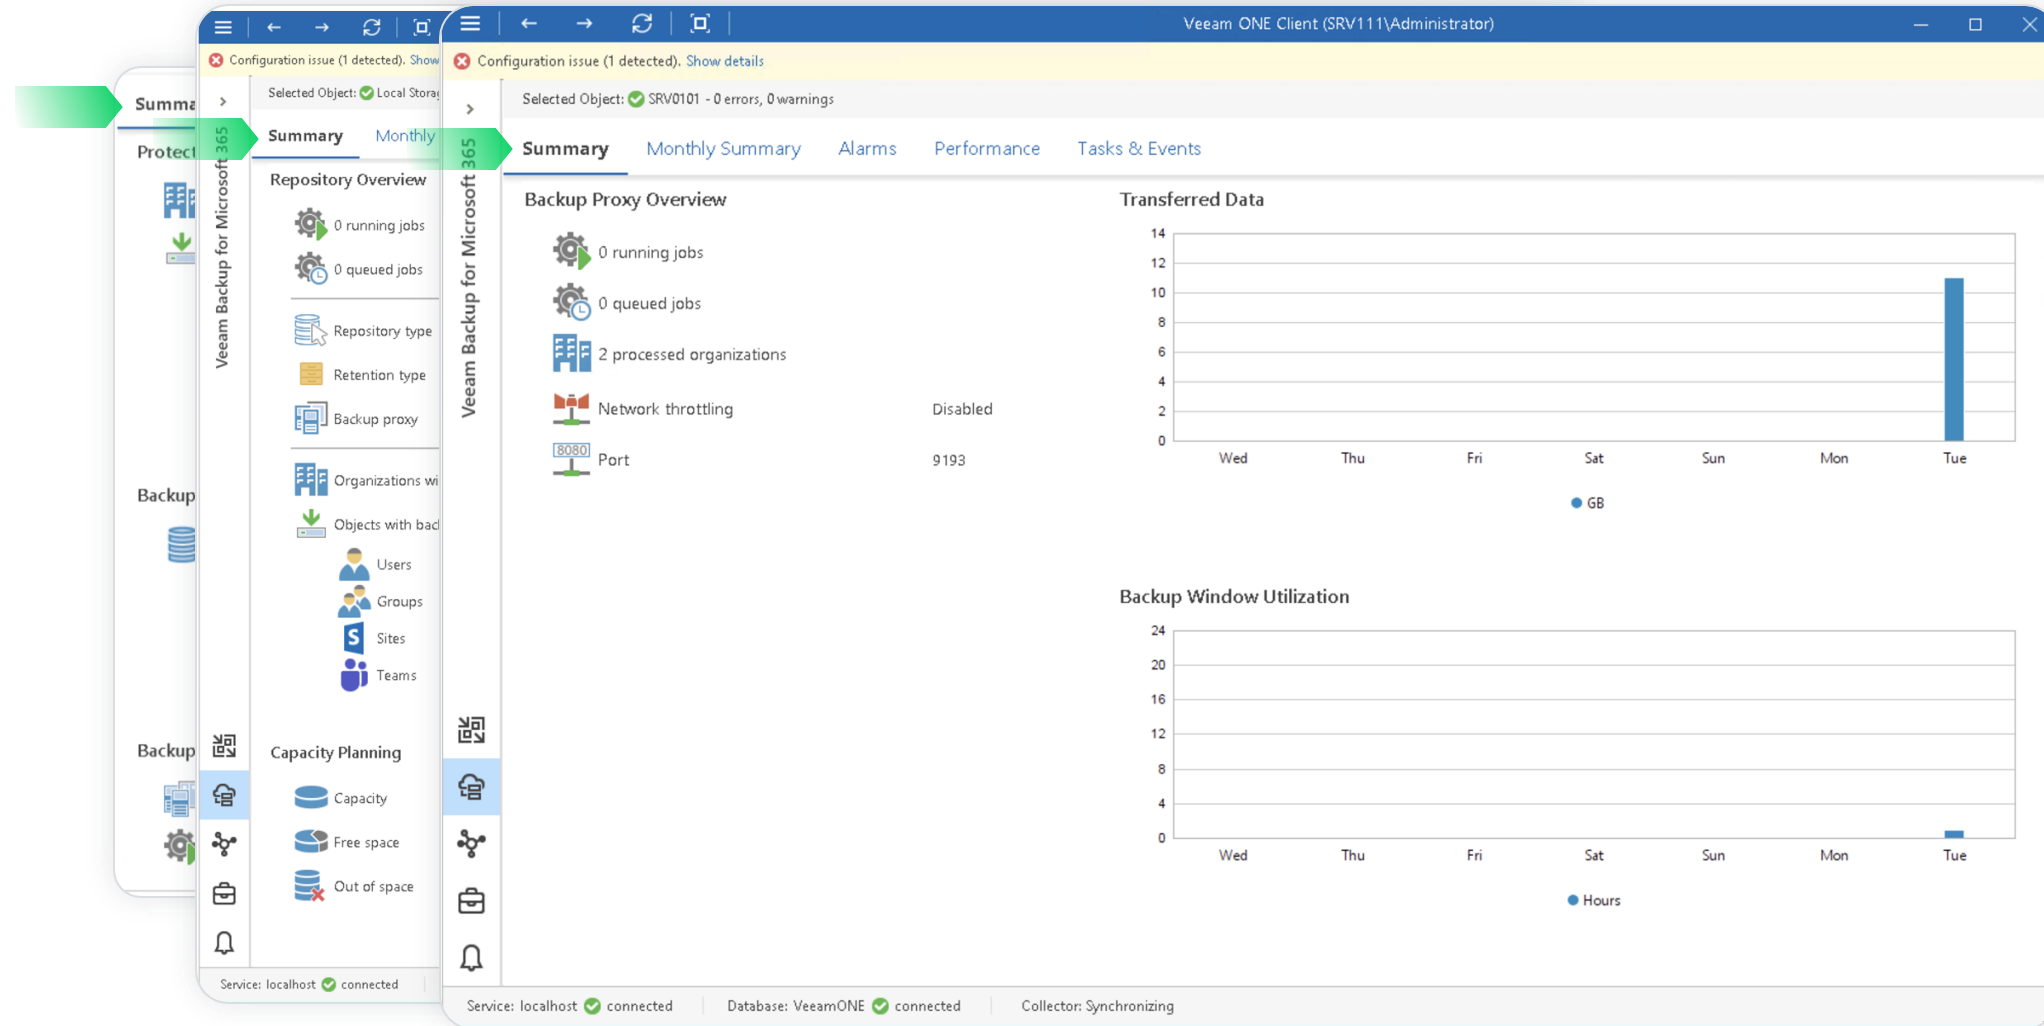 Summa
Protect
Backup
Backup
Configuration issue (1 detected). Show
Selected Object: Local Storag
Veeam Backup for Microsoft 365
Summary Monthly
Repository Overview
0 running jobs
0 queued jobs
Repository type
Retention type
Backup proxy
Organizations wi
Objects with bac
Users
Groups
Sites
Teams
Capacity Planning
Capacity
Free space
Out of space
Service: localhost connected
Veeam ONE Client (SRV111\Administrator)
Configuration issue (1 detected). Show details
Selected Object: SRV0101 - 0 errors, 0 warnings
Veeam Backup for Microsoft 365
Summary Monthly Summary Alarms Performance Tasks & Events
Backup Proxy Overview
0 running jobs
0 queued jobs
2 processed organizations
Network throttling Disabled
8080
Port 9193
Transferred Data
14
12
10
8
6
4
2
0
Wed Thu Fri Sat Sun Mon Tue
GB
Backup Window Utilization
24
20
16
12
8
4
0
Wed Thu Fri Sat Sun Mon Tue
Hours
Service: localhost connected Database: VeeamONE connected Collector: Synchronizing